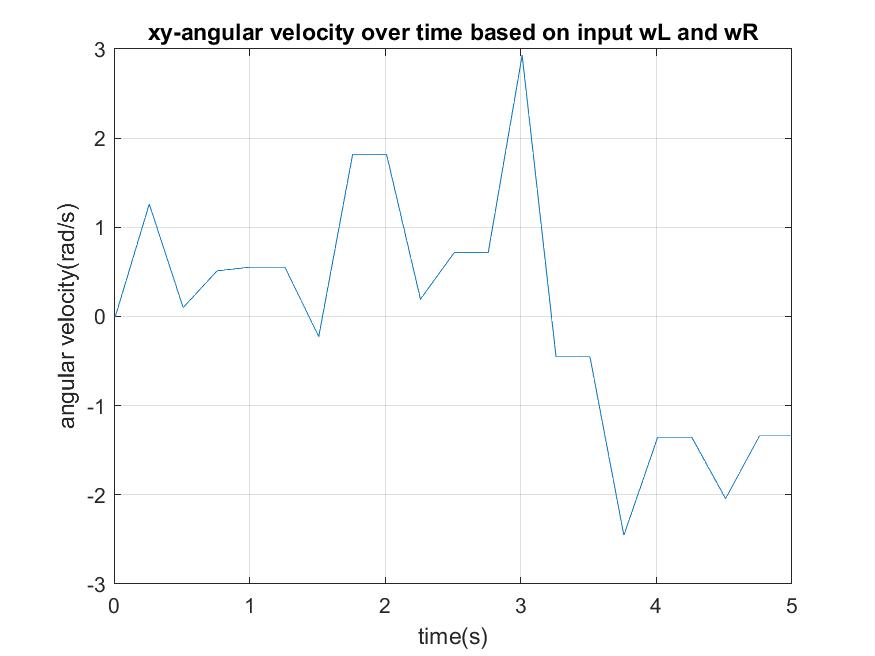 xy-angular velocity over time based on input wL and wR
3
2
1
0
-1
-2
-3
angular velocity(rad/s)
0 1 2 3 4 5
time(s)